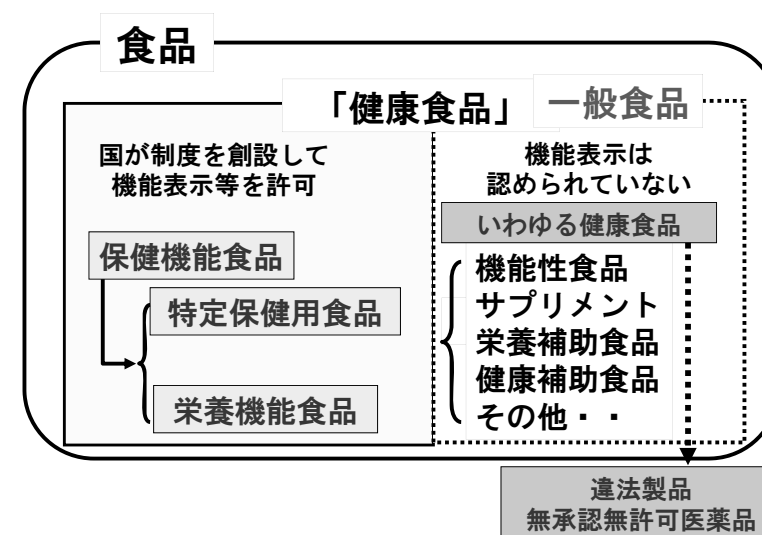 食品
「健康食品」
一般食品
国が制度を創設して
機能表示等を許可
保健機能食品
特定保健用食品
栄養機能食品
機能表示は
認められていない
いわゆる健康食品
機能性食品
サプリメント
栄養補助食品
健康補助食品
その他・・
違法製品
無承認無許可医薬品